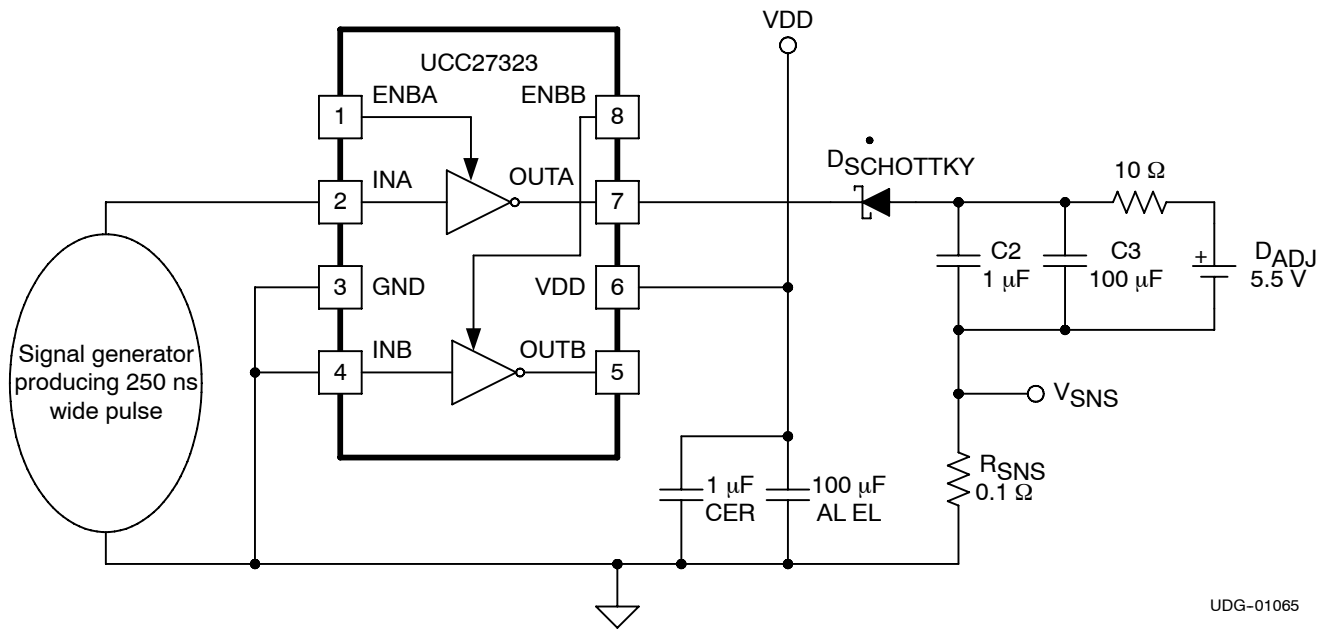 VDD
UCC27323
ENBA
ENBB
1
8
DSCHOTTKY
10 Ω
INA
OUTA
2
7
C2
1 μF
C3
100 μF
+
DADJ
5.5 V
3
GND
VDD
6
Signal generator
producing 250 ns
wide pulse
4
INB
OUTB
5
VSNS
RSNS
0.1 Ω
1 μF
CER
100 μF
AL EL
UDG-01065